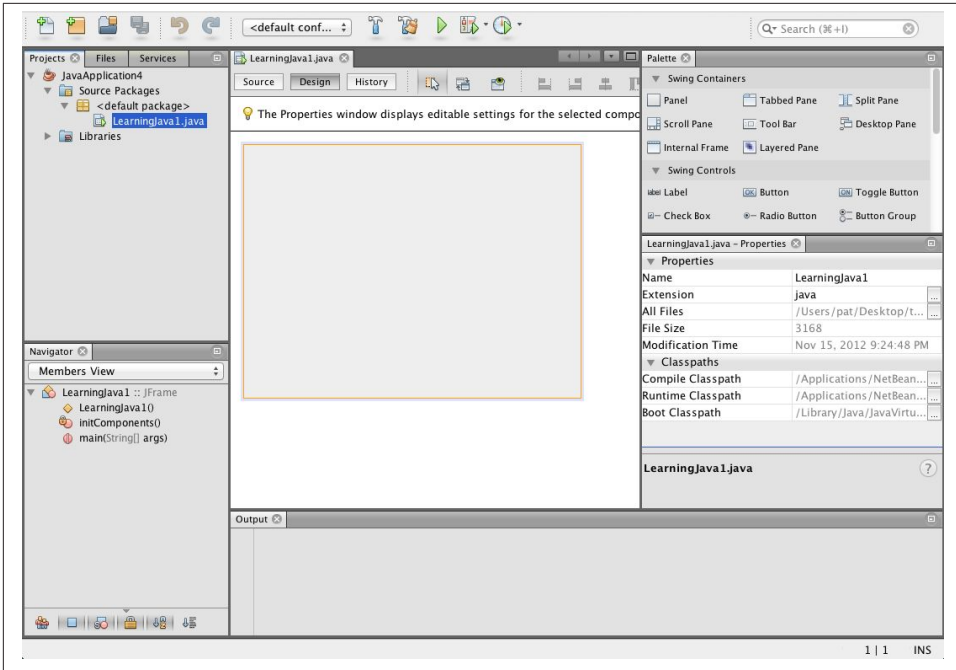 <default conf...
Search (⌘+I)
Projects
Files
Services
JavaApplication4
Source Packages
<default package>
LearningJava1.java
Libraries
LearningJava1.java
Source
Design
History
The Properties window displays editable settings for the selected compo
Palette
Swing Containers
Panel
Tabbed Pane
Split Pane
Scroll Pane
Tool Bar
Desktop Pane
Internal Frame
Layered Pane
Swing Controls
label Label
OK Button
ON Toggle Button
Check Box
Radio Button
Button Group
LearningJava1.java – Properties
Properties
Name LearningJava1
Extension java ...
All Files /Users/pat/Desktop/t... ...
File Size 3168
Modification Time Nov 15, 2012 9:24:48 PM
Classpaths
Compile Classpath /Applications/NetBean... ...
Runtime Classpath /Applications/NetBean... ...
Boot Classpath /Library/Java/JavaVirtu... ...
LearningJava1.java
?
Navigator
Members View
LearningJava1 :: JFrame
LearningJava1()
initComponents()
main(String[] args)
Output
1 | 1 INS